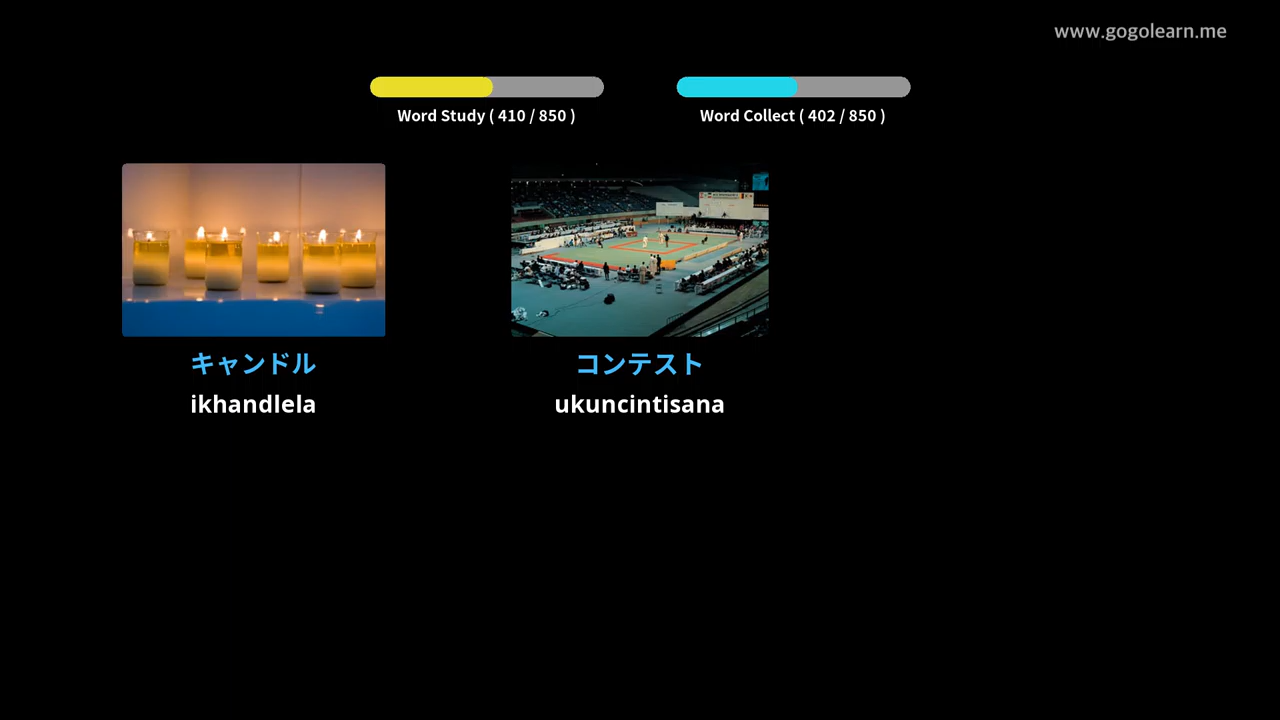 www.gogolearn.me
Word Study ( 410 / 850 )
Word Collect ( 402 / 850 )
キャンドル
コンテスト
ikhandlela
ukuncintisana